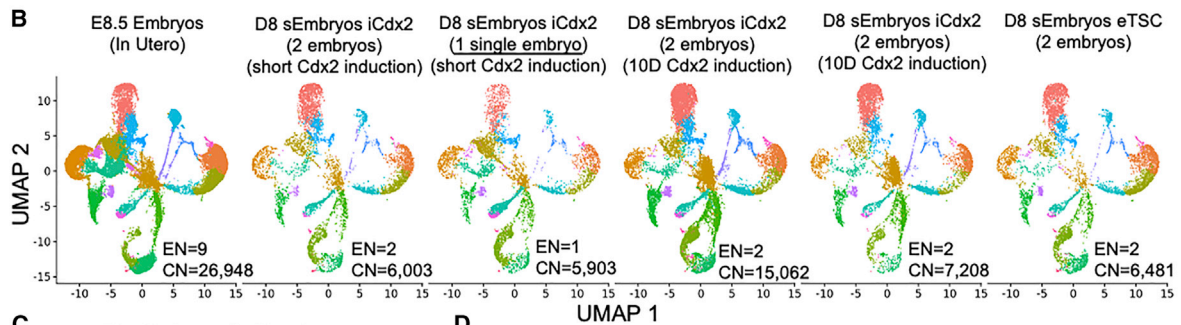 B
E8.5 Embryos
(In Utero)
D8 sEmbryos iCdx2
(2 embryos)
(short Cdx2 induction)
D8 sEmbryos iCdx2
(1 single embryo)
(short Cdx2 induction)
D8 sEmbryos iCdx2
(2 embryos)
(10D Cdx2 induction)
D8 sEmbryos iCdx2
(2 embryos)
(10D Cdx2 induction)
D8 sEmbryos eTSC
(2 embryos)
UMAP 2
10
5
0
-5
-10
-15
EN=9
CN=26,948
EN=2
CN=6,003
EN=1
CN=5,903
EN=2
CN=15,062
EN=2
CN=7,208
EN=2
CN=6,481
-10 -5 0 5 10 15
-10 -5 0 5 10 15
-10 -5 0 5 10 15
-10 -5 0 5 10 15
-10 -5 0 5 10 15
-10 -5 0 5 10 15
UMAP 1